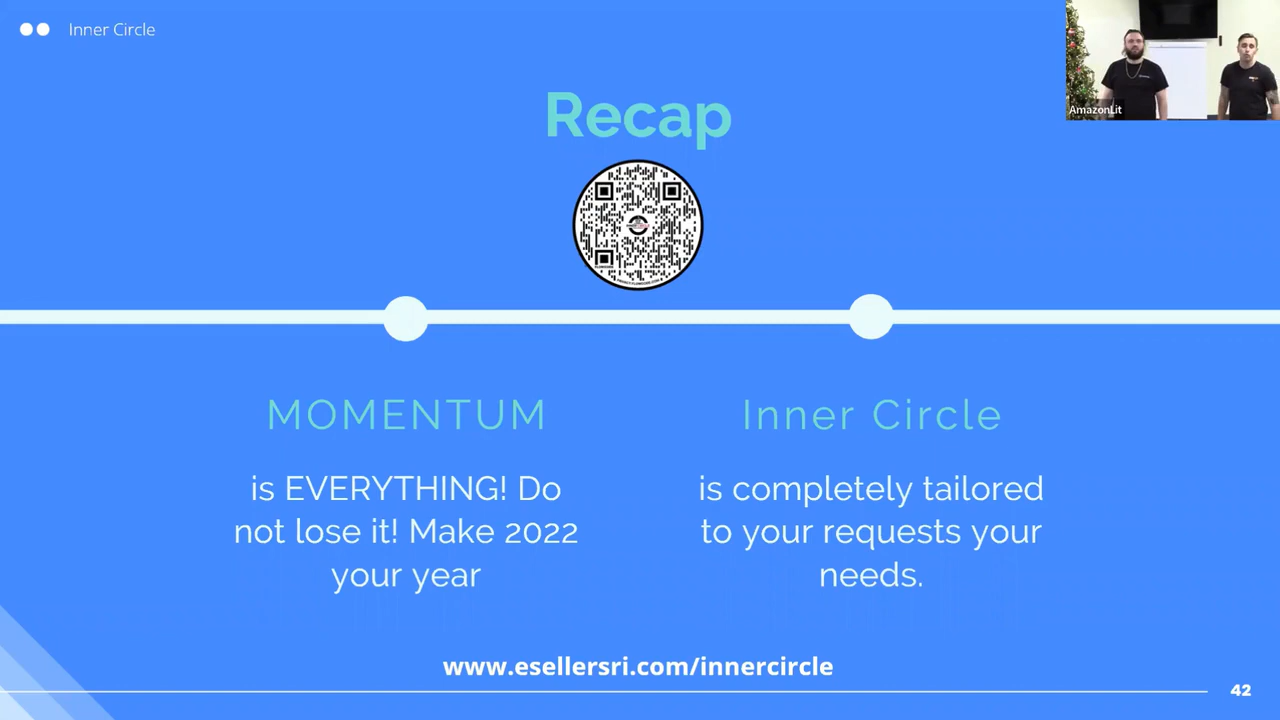 Inner Circle
AmazonLit
Recap
MOMENTUM
is EVERYTHING! Do
not lose it! Make 2022
your year
Inner Circle
is completely tailored
to your requests your
needs.
www.esellersri.com/innercircle
42